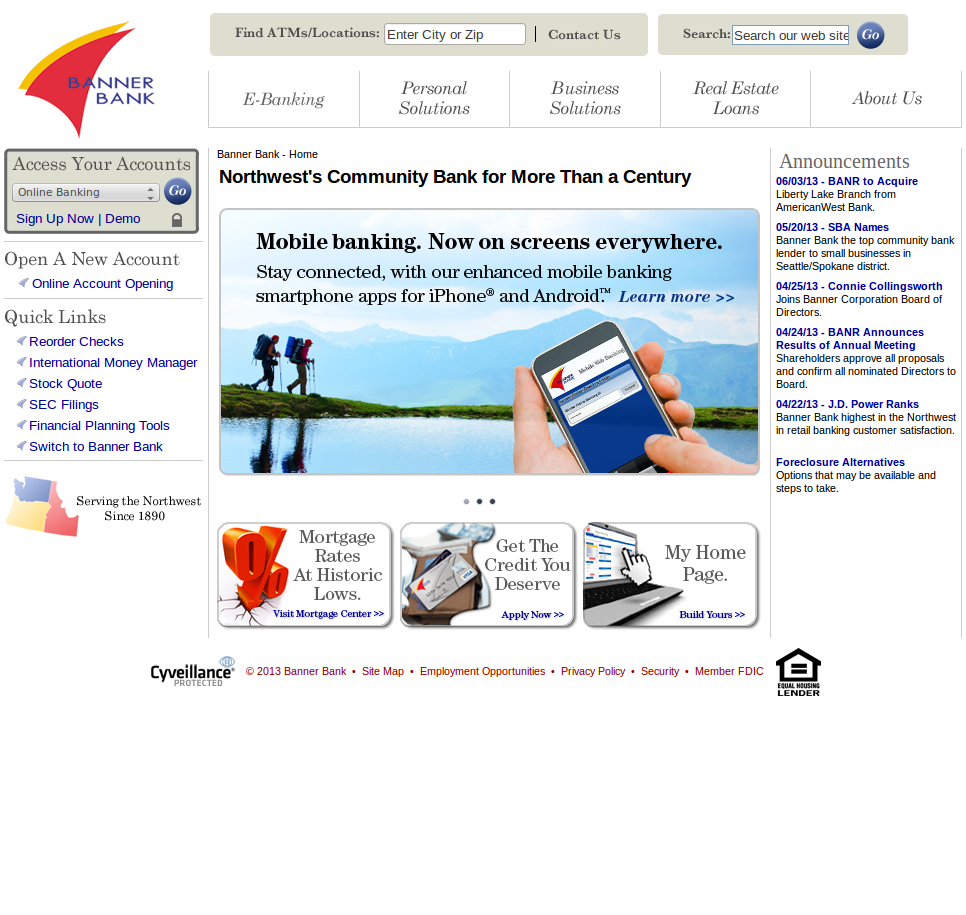 BANNER
BANK
Find ATMs/Locations:
Enter City or Zip
Contact Us
Search:
Search our web site
Go
E-Banking
Personal
Solutions
Business
Solutions
Real Estate
Loans
About Us
Access Your Accounts
Online Banking
Go
Sign Up Now | Demo
Open A New Account
Online Account Opening
Quick Links
Reorder Checks
International Money Manager
Stock Quote
SEC Filings
Financial Planning Tools
Switch to Banner Bank
Serving the Northwest
Since 1890
Banner Bank - Home
Northwest's Community Bank for More Than a Century
Mobile banking. Now on screens everywhere.
Stay connected, with our enhanced mobile banking
smartphone apps for iPhone® and Android.™ Learn more >>
Mobile Web Banking
Mortgage
Rates
At Historic
Lows.
Visit Mortgage Center >>
Get The
Credit You
Deserve
Apply Now >>
My Home
Page.
Build Yours >>
Announcements
06/03/13 - BANR to Acquire
Liberty Lake Branch from
AmericanWest Bank.
05/20/13 - SBA Names
Banner Bank the top community bank
lender to small businesses in
Seattle/Spokane district.
04/25/13 - Connie Collingsworth
Joins Banner Corporation Board of
Directors.
04/24/13 - BANR Announces
Results of Annual Meeting
Shareholders approve all proposals
and confirm all nominated Directors to
Board.
04/22/13 - J.D. Power Ranks
Banner Bank highest in the Northwest
in retail banking customer satisfaction.
Foreclosure Alternatives
Options that may be available and
steps to take.
Cyveillance
PROTECTED
© 2013 Banner Bank • Site Map • Employment Opportunities • Privacy Policy • Security • Member FDIC
EQUAL HOUSING
LENDER